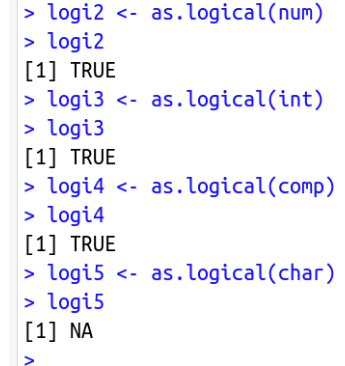 > logi2 <- as.logical(num)
> logi2
[1] TRUE
> logi3 <- as.logical(int)
> logi3
[1] TRUE
> logi4 <- as.logical(comp)
> logi4
[1] TRUE
> logi5 <- as.logical(char)
> logi5
[1] NA
>